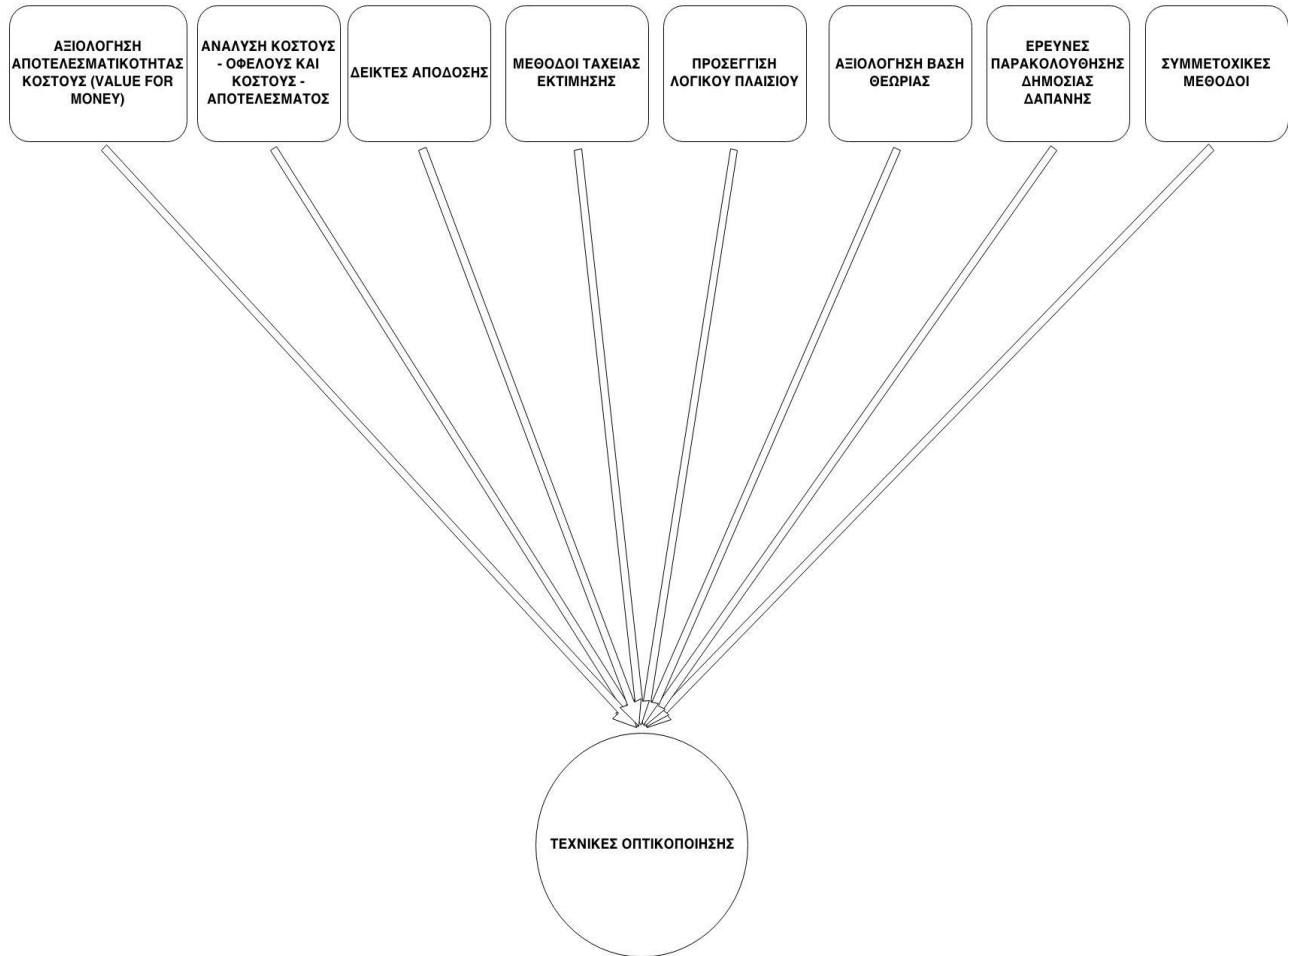 ΑΞΙΟΛΟΓΗΣΗ
ΑΠΟΤΕΛΕΣΜΑΤΙΚΟΤΗΤΑΣ
ΚΟΣΤΟΥΣ (VALUE FOR
MONEY)
ΑΝΑΛΥΣΗ ΚΟΣΤΟΥΣ
- ΟΦΕΛΟΥΣ ΚΑΙ
ΚΟΣΤΟΥΣ -
ΑΠΟΤΕΛΕΣΜΑΤΟΣ
ΔΕΙΚΤΕΣ ΑΠΟΔΟΣΗΣ
ΜΕΘΟΔΟΙ ΤΑΧΕΙΑΣ
ΕΚΤΙΜΗΣΗΣ
ΠΡΟΣΕΓΓΙΣΗ
ΛΟΓΙΚΟΥ ΠΛΑΙΣΙΟΥ
ΑΞΙΟΛΟΓΗΣΗ ΒΑΣΗ
ΘΕΩΡΙΑΣ
ΕΡΕΥΝΕΣ
ΠΑΡΑΚΟΛΟΥΘΗΣΗΣ
ΔΗΜΟΣΙΑΣ
ΔΑΠΑΝΗΣ
ΣΥΜΜΕΤΟΧΙΚΕΣ
ΜΕΘΟΔΟΙ
ΤΕΧΝΙΚΕΣ ΟΠΤΙΚΟΠΟΙΗΣΗΣ